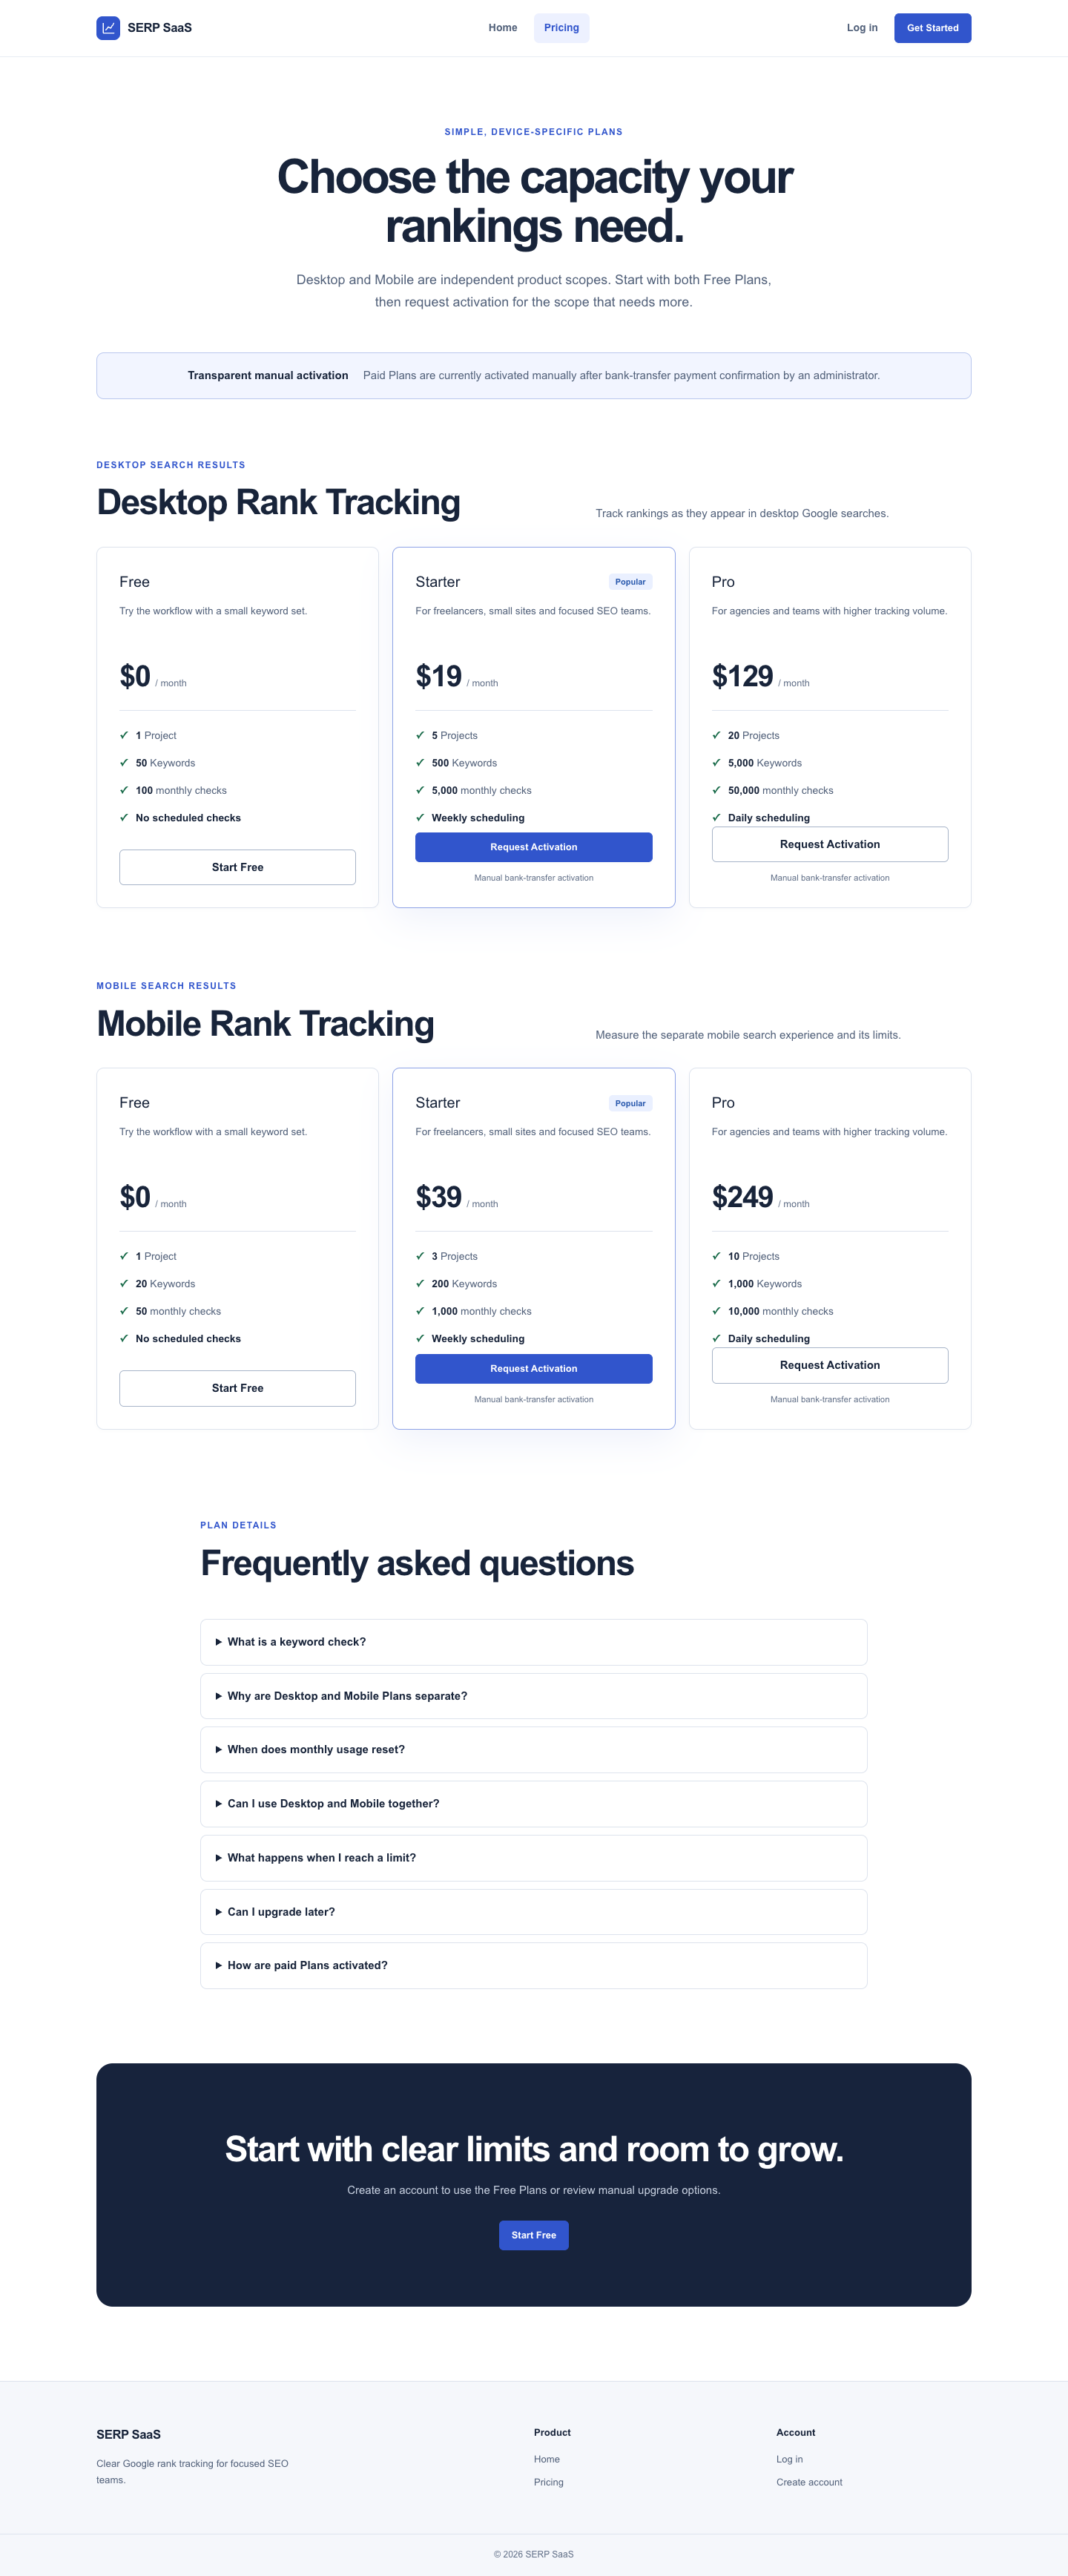 SERP SaaS
Home
Pricing
Log in
Get Started
SIMPLE, DEVICE-SPECIFIC PLANS
Choose the capacity your
rankings need.
Desktop and Mobile are independent product scopes. Start with both Free Plans,
then request activation for the scope that needs more.
Transparent manual activation Paid Plans are currently activated manually after bank-transfer payment confirmation by an administrator.
DESKTOP SEARCH RESULTS
Desktop Rank Tracking
Track rankings as they appear in desktop Google searches.
Free
Try the workflow with a small keyword set.
$0 / month
✓ 1 Project
✓ 50 Keywords
✓ 100 monthly checks
✓ No scheduled checks
Start Free
Starter
Popular
For freelancers, small sites and focused SEO teams.
$19 / month
✓ 5 Projects
✓ 500 Keywords
✓ 5,000 monthly checks
✓ Weekly scheduling
Request Activation
Manual bank-transfer activation
Pro
For agencies and teams with higher tracking volume.
$129 / month
✓ 20 Projects
✓ 5,000 Keywords
✓ 50,000 monthly checks
✓ Daily scheduling
Request Activation
Manual bank-transfer activation
MOBILE SEARCH RESULTS
Mobile Rank Tracking
Measure the separate mobile search experience and its limits.
Free
Try the workflow with a small keyword set.
$0 / month
✓ 1 Project
✓ 20 Keywords
✓ 50 monthly checks
✓ No scheduled checks
Start Free
Starter
Popular
For freelancers, small sites and focused SEO teams.
$39 / month
✓ 3 Projects
✓ 200 Keywords
✓ 1,000 monthly checks
✓ Weekly scheduling
Request Activation
Manual bank-transfer activation
Pro
For agencies and teams with higher tracking volume.
$249 / month
✓ 10 Projects
✓ 1,000 Keywords
✓ 10,000 monthly checks
✓ Daily scheduling
Request Activation
Manual bank-transfer activation
PLAN DETAILS
Frequently asked questions
What is a keyword check?
Why are Desktop and Mobile Plans separate?
When does monthly usage reset?
Can I use Desktop and Mobile together?
What happens when I reach a limit?
Can I upgrade later?
How are paid Plans activated?
Start with clear limits and room to grow.
Create an account to use the Free Plans or review manual upgrade options.
Start Free
SERP SaaS
Clear Google rank tracking for focused SEO
teams.
Product
Home
Pricing
Account
Log in
Create account
© 2026 SERP SaaS